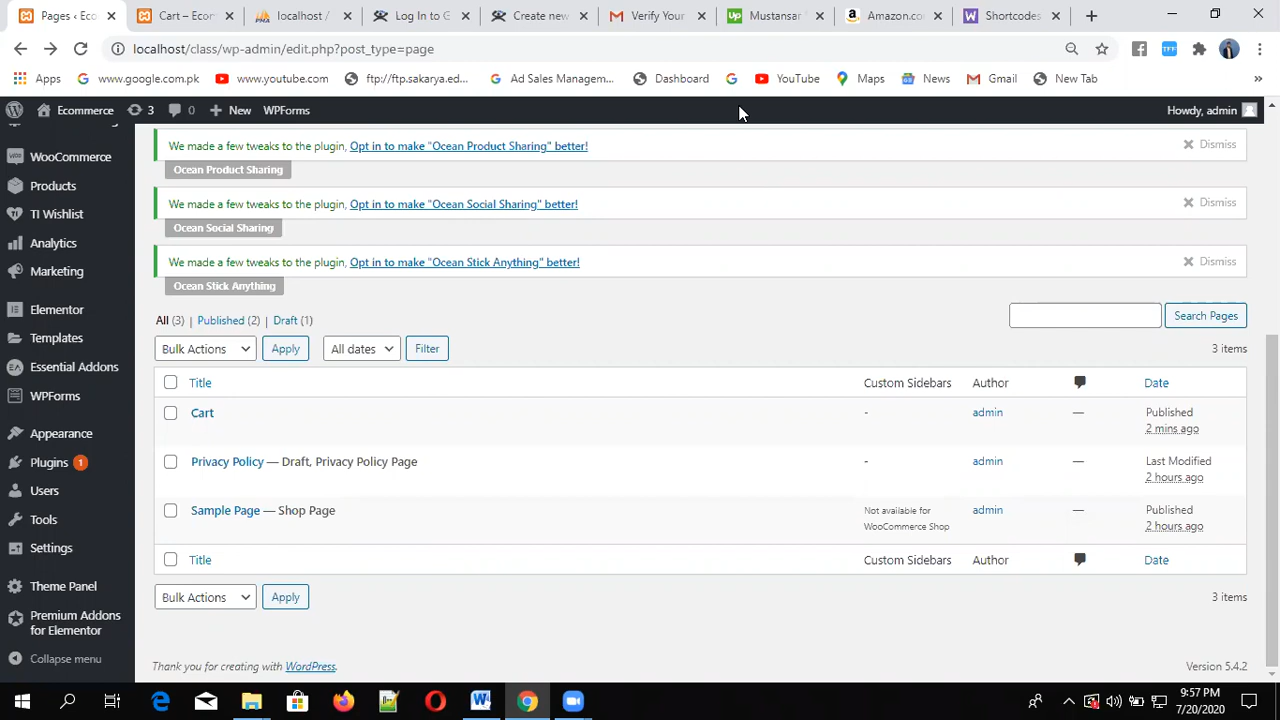 Pages ‹ Eco
Cart – Econ
localhost /
Log In to G
Create new
Verify Your
Mustansar
Amazon.co
Shortcodes
localhost/class/wp-admin/edit.php?post_type=page
Apps
www.google.com.pk
www.youtube.com
ftp://ftp.sakarya.ed...
Ad Sales Managem...
Dashboard
YouTube
Maps
News
Gmail
New Tab
»
Ecommerce
3
0
New
WPForms
Howdy, admin
WooCommerce
Products
TI Wishlist
Analytics
Marketing
Elementor
Templates
Essential Addons
WPForms
Appearance
Plugins 1
Users
Tools
Settings
Theme Panel
Premium Addons
for Elementor
Collapse menu
We made a few tweaks to the plugin, Opt in to make "Ocean Product Sharing" better!
Dismiss
Ocean Product Sharing
We made a few tweaks to the plugin, Opt in to make "Ocean Social Sharing" better!
Dismiss
Ocean Social Sharing
We made a few tweaks to the plugin, Opt in to make "Ocean Stick Anything" better!
Dismiss
Ocean Stick Anything
All (3) | Published (2) | Draft (1)
Search Pages
Bulk Actions
Apply
All dates
Filter
3 items
Title
Custom Sidebars
Author
Date
Cart
-
admin
—
Published
2 mins ago
Privacy Policy — Draft, Privacy Policy Page
-
admin
—
Last Modified
2 hours ago
Sample Page — Shop Page
Not available for
WooCommerce Shop
admin
—
Published
2 hours ago
Title
Custom Sidebars
Author
Date
Bulk Actions
Apply
3 items
Thank you for creating with WordPress.
Version 5.4.2
9:57 PM
7/20/2020